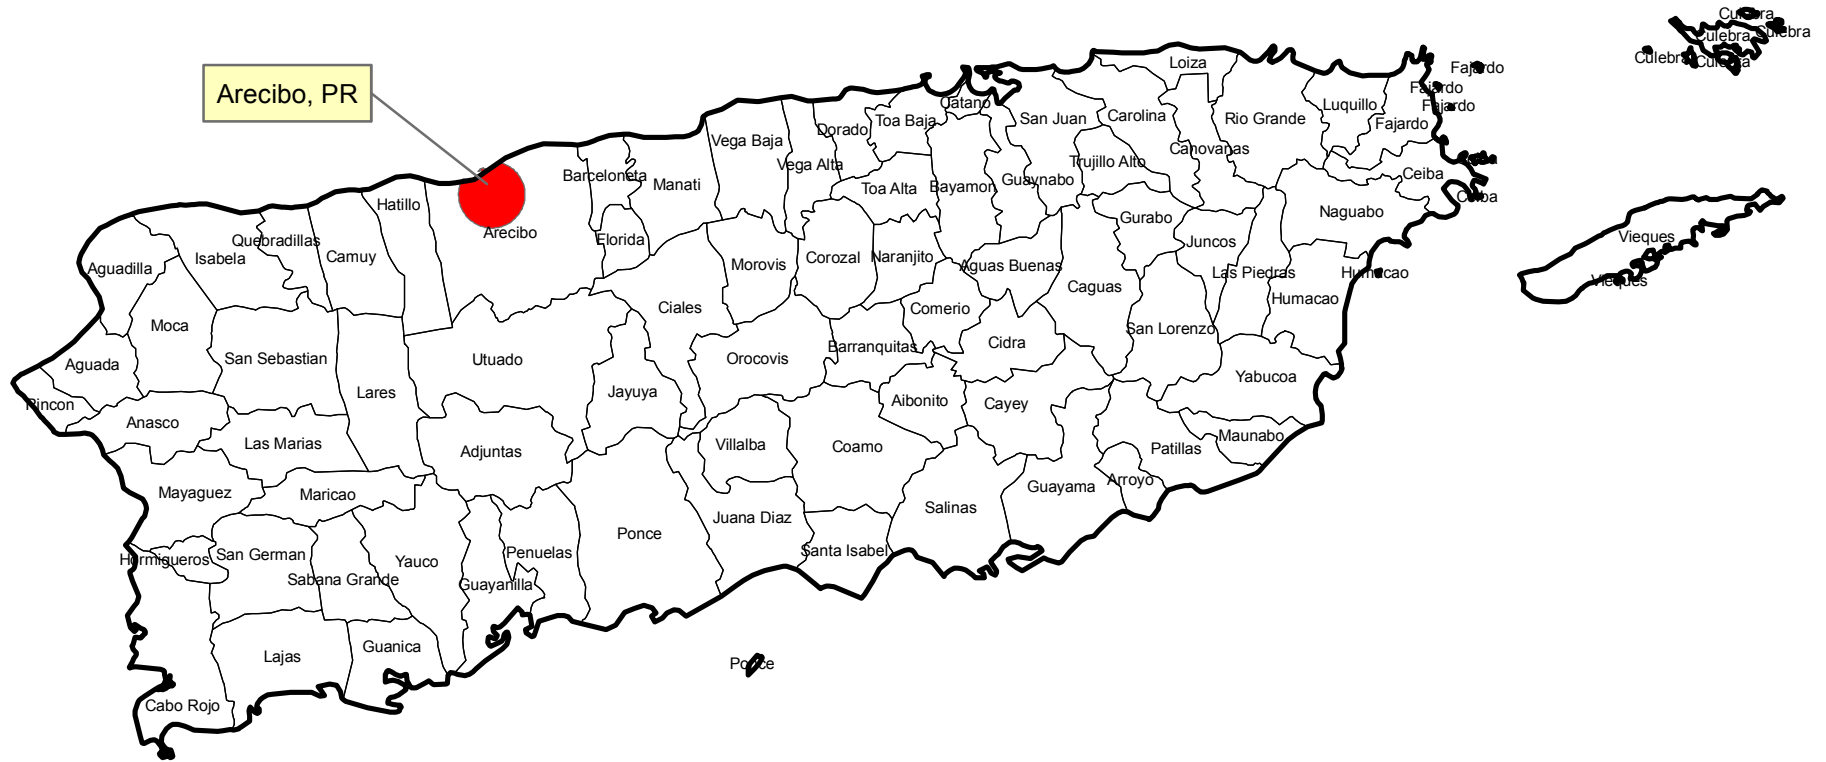 Culebra
Culebra
Culebra
Culebra
Culebra
Arecibo, PR
Loiza
Fajardo
Fajardo
Fajardo
Luquillo
Fajardo
Catano
Toa Baja
Dorado
San Juan
Carolina
Rio Grande
Vega Baja
Vega Alta
Canovanas
Trujillo Alto
Ceiba
Ceiba
Ceiba
Barceloneta
Manati
Toa Alta
Bayamon
Guaynabo
Hatillo
Gurabo
Naguabo
Arecibo
Florida
Quebradillas
Isabela
Camuy
Aguadilla
Morovis
Corozal
Naranjito
Aguas Buenas
Juncos
Las Piedras
Humacao
Vieques
Vieques
Caguas
Humacao
Ciales
Comerio
Moca
San Lorenzo
San Sebastian
Utuado
Orocovis
Barranquitas
Cidra
Aguada
Yabucoa
Lares
Jayuya
Aibonito
Cayey
Rincon
Anasco
Las Marias
Adjuntas
Villalba
Coamo
Patillas
Maunabo
Mayaguez
Maricao
Guayama
Arroyo
Salinas
Juana Diaz
Ponce
Hormigueros
San German
Sabana Grande
Yauco
Penuelas
Guayanilla
Santa Isabel
Lajas
Guanica
Ponce
Cabo Rojo